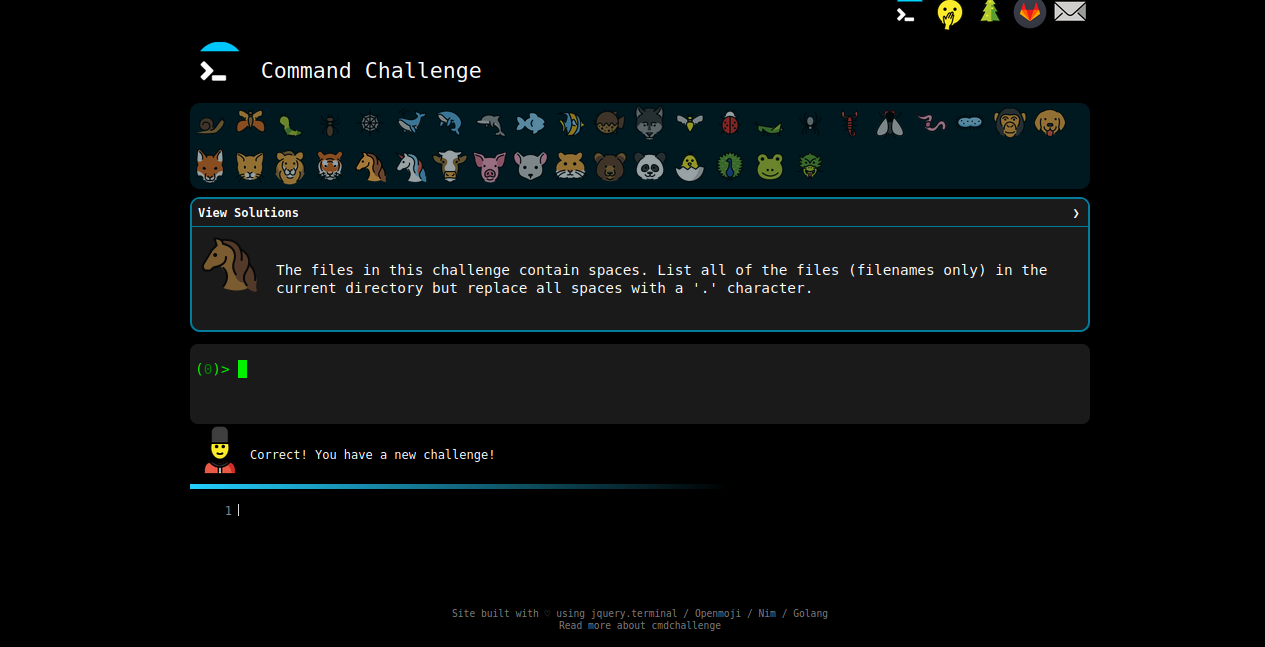 Command Challenge
View Solutions ❯
The files in this challenge contain spaces. List all of the files (filenames only) in the
current directory but replace all spaces with a '.' character.
(0)>
Correct! You have a new challenge!
1
Site built with ♡ using jquery.terminal / Openmoji / Nim / Golang
Read more about cmdchallenge